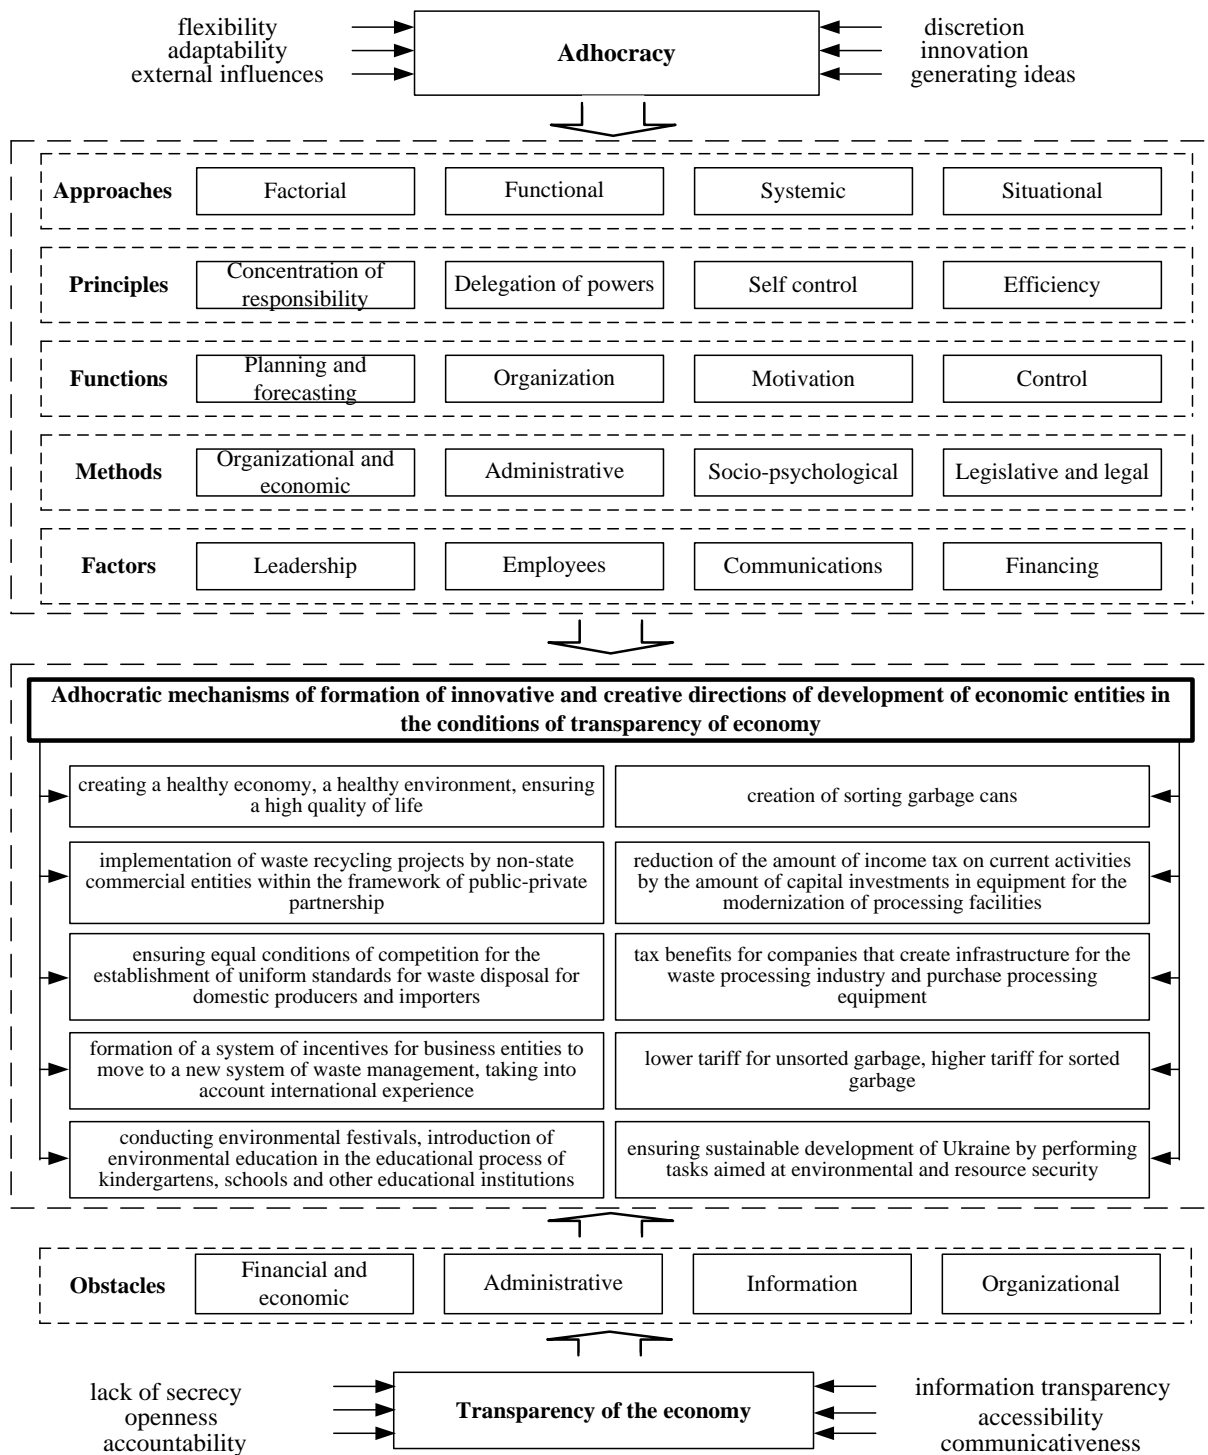 flexibility
adaptability
external influences
Adhocracy
discretion
innovation
generating ideas
Approaches
Factorial
Functional
Systemic
Situational
Principles
Concentration of
responsibility
Delegation of powers
Self control
Efficiency
Functions
Planning and
forecasting
Organization
Motivation
Control
Methods
Organizational and
economic
Administrative
Socio-psychological
Legislative and legal
Factors
Leadership
Employees
Communications
Financing
Adhocratic mechanisms of formation of innovative and creative directions of development of economic entities in
the conditions of transparency of economy
creating a healthy economy, a healthy environment, ensuring
a high quality of life
creation of sorting garbage cans
implementation of waste recycling projects by non-state
commercial entities within the framework of public-private
partnership
reduction of the amount of income tax on current activities
by the amount of capital investments in equipment for the
modernization of processing facilities
ensuring equal conditions of competition for the
establishment of uniform standards for waste disposal for
domestic producers and importers
tax benefits for companies that create infrastructure for the
waste processing industry and purchase processing
equipment
formation of a system of incentives for business entities to
move to a new system of waste management, taking into
account international experience
lower tariff for unsorted garbage, higher tariff for sorted
garbage
conducting environmental festivals, introduction of
environmental education in the educational process of
kindergartens, schools and other educational institutions
ensuring sustainable development of Ukraine by performing
tasks aimed at environmental and resource security
Obstacles
Financial and
economic
Administrative
Information
Organizational
lack of secrecy
openness
accountability
Transparency of the economy
information transparency
accessibility
communicativeness